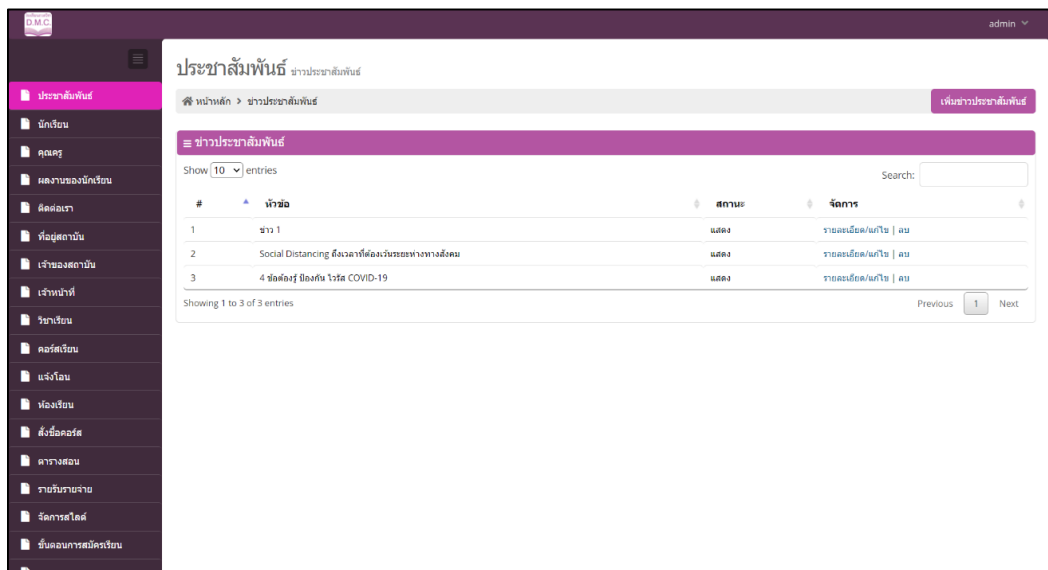 D.M.C.
admin
ประชาสัมพันธ์ ข่าวประชาสัมพันธ์
หน้าหลัก > ข่าวประชาสัมพันธ์
เพิ่มข่าวประชาสัมพันธ์
ประชาสัมพันธ์
นักเรียน
คุณครู
ผลงานของนักเรียน
ติดต่อเรา
ที่อยู่สถาบัน
เจ้าของสถาบัน
เจ้าหน้าที่
วิชาเรียน
คอร์สเรียน
แจ้งโอน
ห้องเรียน
สั่งซื้อคอร์ส
ตารางสอน
รายรับรายจ่าย
จัดการสไลด์
ขั้นตอนการสมัครเรียน
ข่าวประชาสัมพันธ์
Show 10 entries
Search:
# หัวข้อ สถานะ จัดการ
1 ข่าว 1 แสดง รายละเอียด/แก้ไข | ลบ
2 Social Distancing ถึงเวลาที่ต้องเว้นระยะห่างทางสังคม แสดง รายละเอียด/แก้ไข | ลบ
3 4 ข้อต้องรู้ ป้องกัน ไวรัส COVID-19 แสดง รายละเอียด/แก้ไข | ลบ
Showing 1 to 3 of 3 entries
Previous 1 Next